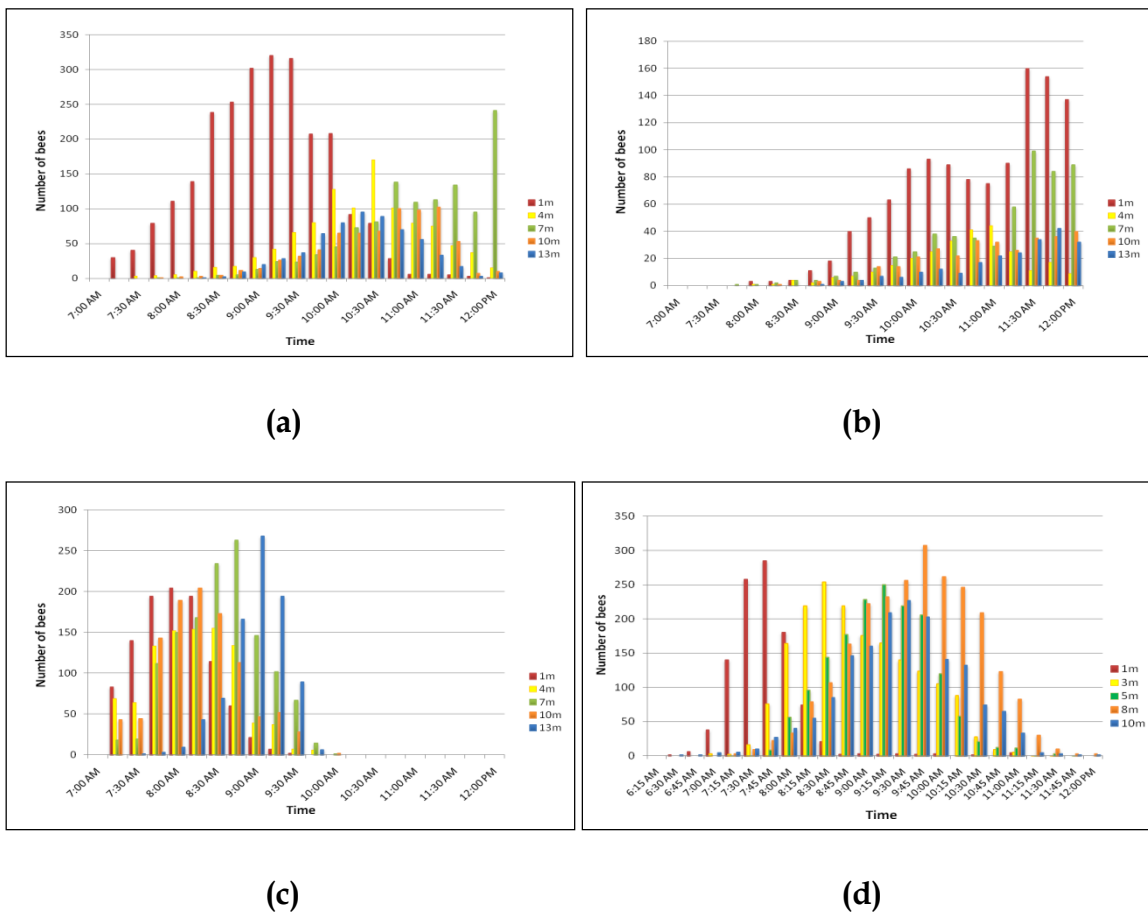 350
300
250
200
150
100
50
0
Number of bees
7:00 AM
7:30 AM
8:00 AM
8:30 AM
9:00 AM
9:30 AM
10:00 AM
10:30 AM
11:00 AM
11:30 AM
12:00 PM
Time
1m
4m
7m
10m
13m
(a)
180
160
140
120
100
80
60
40
20
0
Number of bees
7:00 AM
7:30 AM
8:00 AM
8:30 AM
9:00 AM
9:30 AM
10:00 AM
10:30 AM
11:00 AM
11:30 AM
12:00 PM
Time
1m
4m
7m
10m
13m
(b)
300
250
200
150
100
50
0
Number of bees
7:00 AM
7:30 AM
8:00 AM
8:30 AM
9:00 AM
9:30 AM
10:00 AM
10:30 AM
11:00 AM
11:30 AM
12:00 PM
Time
1m
4m
7m
10m
13m
(c)
350
300
250
200
150
100
50
0
Number of bees
6:15 AM
6:30 AM
6:45 AM
7:00 AM
7:15 AM
7:30 AM
7:45 AM
8:00 AM
8:15 AM
8:30 AM
8:45 AM
9:00 AM
9:15 AM
9:30 AM
9:45 AM
10:00 AM
10:15 AM
10:30 AM
10:45 AM
11:00 AM
11:15 AM
11:30 AM
11:45 AM
12:00 PM
Time
1m
3m
5m
8m
10m
(d)